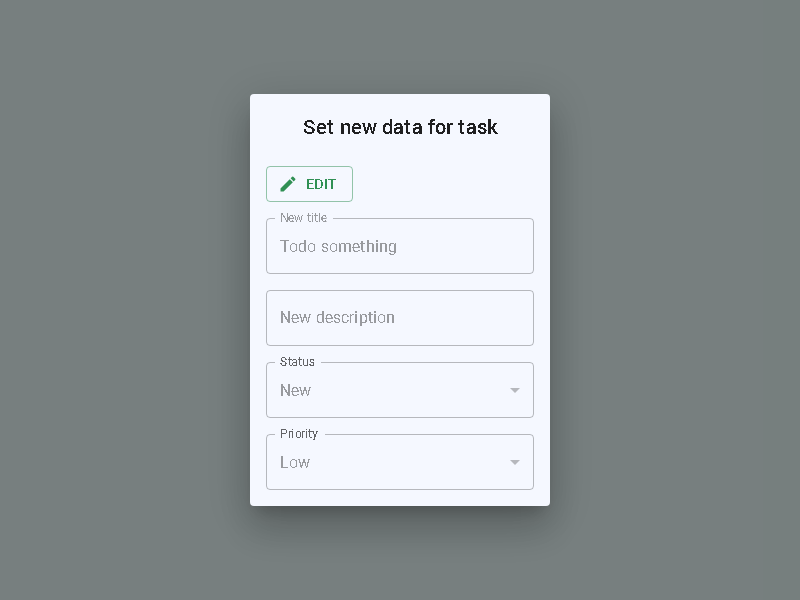 Set new data for task
EDIT
New title
Todo something
New description
Status
New
Priority
Low